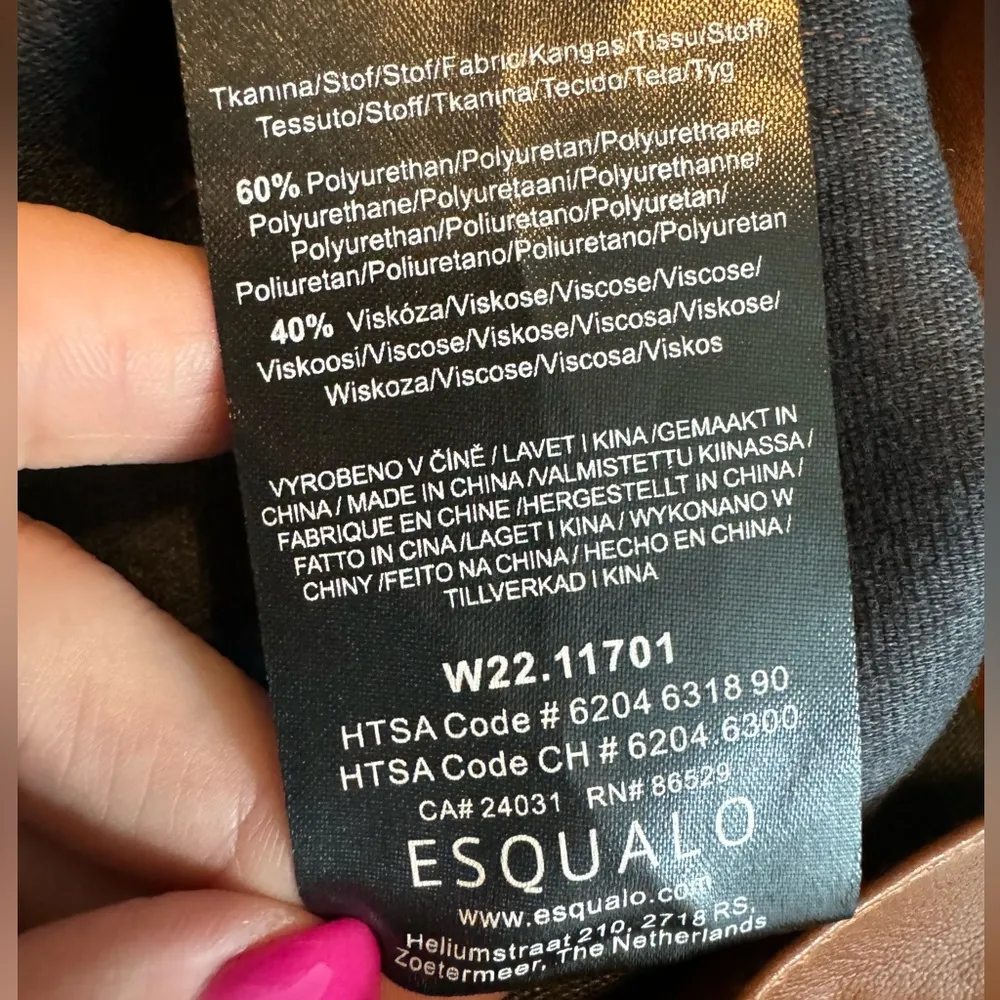 Tkanina/Stof/Stof/Fabric/Kangas/Tissu/Stoff/
Tessuto/Stoff/Tkanina/Tecido/Tela/Tyg
60% Polyurethan/Polyuretan/Polyurethane/
Polyurethane/Polyuretaani/Polyurethanne/
Polyurethan/Poliuretano/Polyuretan/
Poliuretan/Poliuretano/Poliuretano/Polyuretan
40% Viskóza/Viskose/Viscose/Viscose/
Viskoosi/Viscose/Viskose/Viscosa/Viskose/
Wiskoza/Viscose/Viscosa/Viskos
VYROBENO V ČÍNĚ / LAVET I KINA /GEMAAKT IN
CHINA / MADE IN CHINA /VALMISTETTU KIINASSA /
FABRIQUE EN CHINE /HERGESTELLT IN CHINA /
FATTO IN CINA /LAGET I KINA / WYKONANO W
CHINY /FEITO NA CHINA / HECHO EN CHINA /
TILLVERKAD I KINA
W22.11701
HTSA Code # 6204 6318 90
HTSA Code CH # 6204.6300
CA# 24031 RN# 86529
ESQUALO
www.esqualo.com
Heliumstraat 210, 2718 RS,
Zoetermeer, The Netherlands